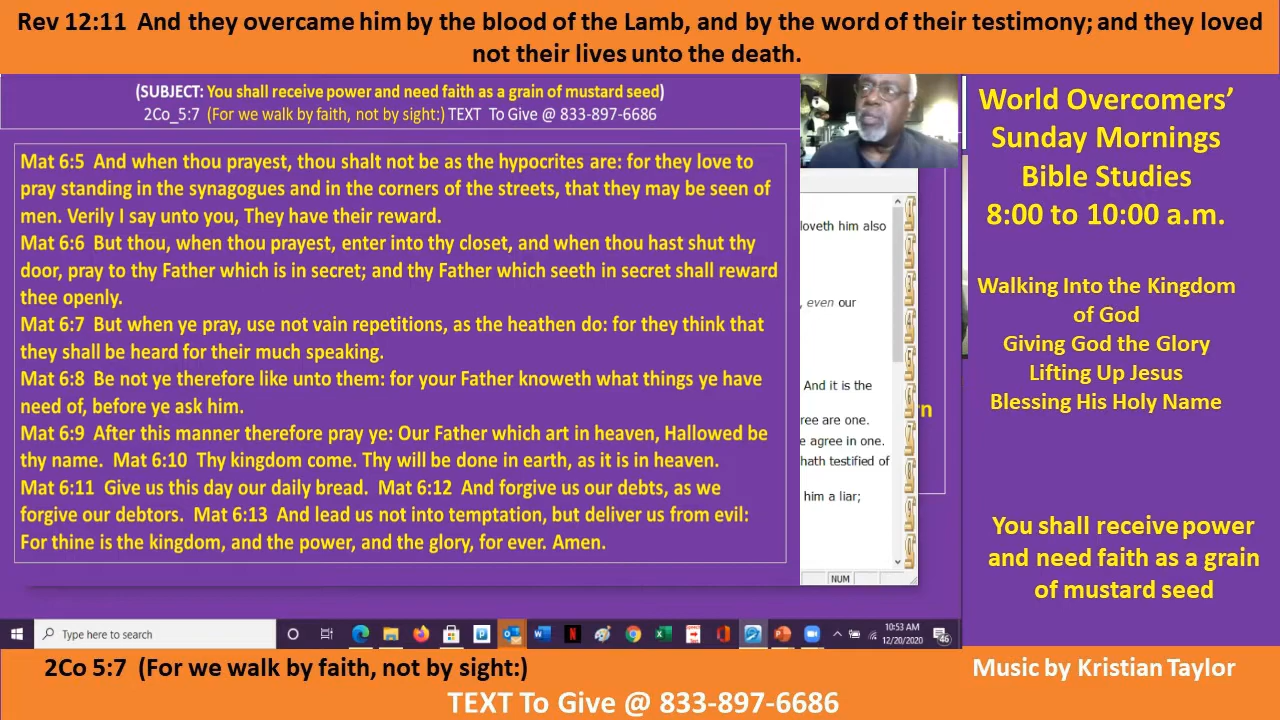 Rev 12:11  And they overcame him by the blood of the Lamb, and by the word of their testimony; and they loved
not their lives unto the death.
(SUBJECT: You shall receive power and need faith as a grain of mustard seed)
2Co_5:7  (For we walk by faith, not by sight:) TEXT  To Give @ 833-897-6686
Mat 6:5  And when thou prayest, thou shalt not be as the hypocrites are: for they love to
pray standing in the synagogues and in the corners of the streets, that they may be seen of
men. Verily I say unto you, They have their reward.
Mat 6:6  But thou, when thou prayest, enter into thy closet, and when thou hast shut thy
door, pray to thy Father which is in secret; and thy Father which seeth in secret shall reward
thee openly.
Mat 6:7  But when ye pray, use not vain repetitions, as the heathen do: for they think that
they shall be heard for their much speaking.
Mat 6:8  Be not ye therefore like unto them: for your Father knoweth what things ye have
need of, before ye ask him.
Mat 6:9  After this manner therefore pray ye: Our Father which art in heaven, Hallowed be
thy name.  Mat 6:10  Thy kingdom come. Thy will be done in earth, as it is in heaven.
Mat 6:11  Give us this day our daily bread.  Mat 6:12  And forgive us our debts, as we
forgive our debtors.  Mat 6:13  And lead us not into temptation, but deliver us from evil:
For thine is the kingdom, and the power, and the glory, for ever. Amen.
loveth him also
, even our
And it is the
ree are one.
e agree in one.
hath testified of
him a liar;
rn
NUM
World Overcomers'
Sunday Mornings
Bible Studies
8:00 to 10:00 a.m.
Walking Into the Kingdom
of God
Giving God the Glory
Lifting Up Jesus
Blessing His Holy Name
You shall receive power
and need faith as a grain
of mustard seed
Type here to search
10:53 AM
12/20/2020
46
2Co 5:7  (For we walk by faith, not by sight:)
Music by Kristian Taylor
TEXT To Give @ 833-897-6686